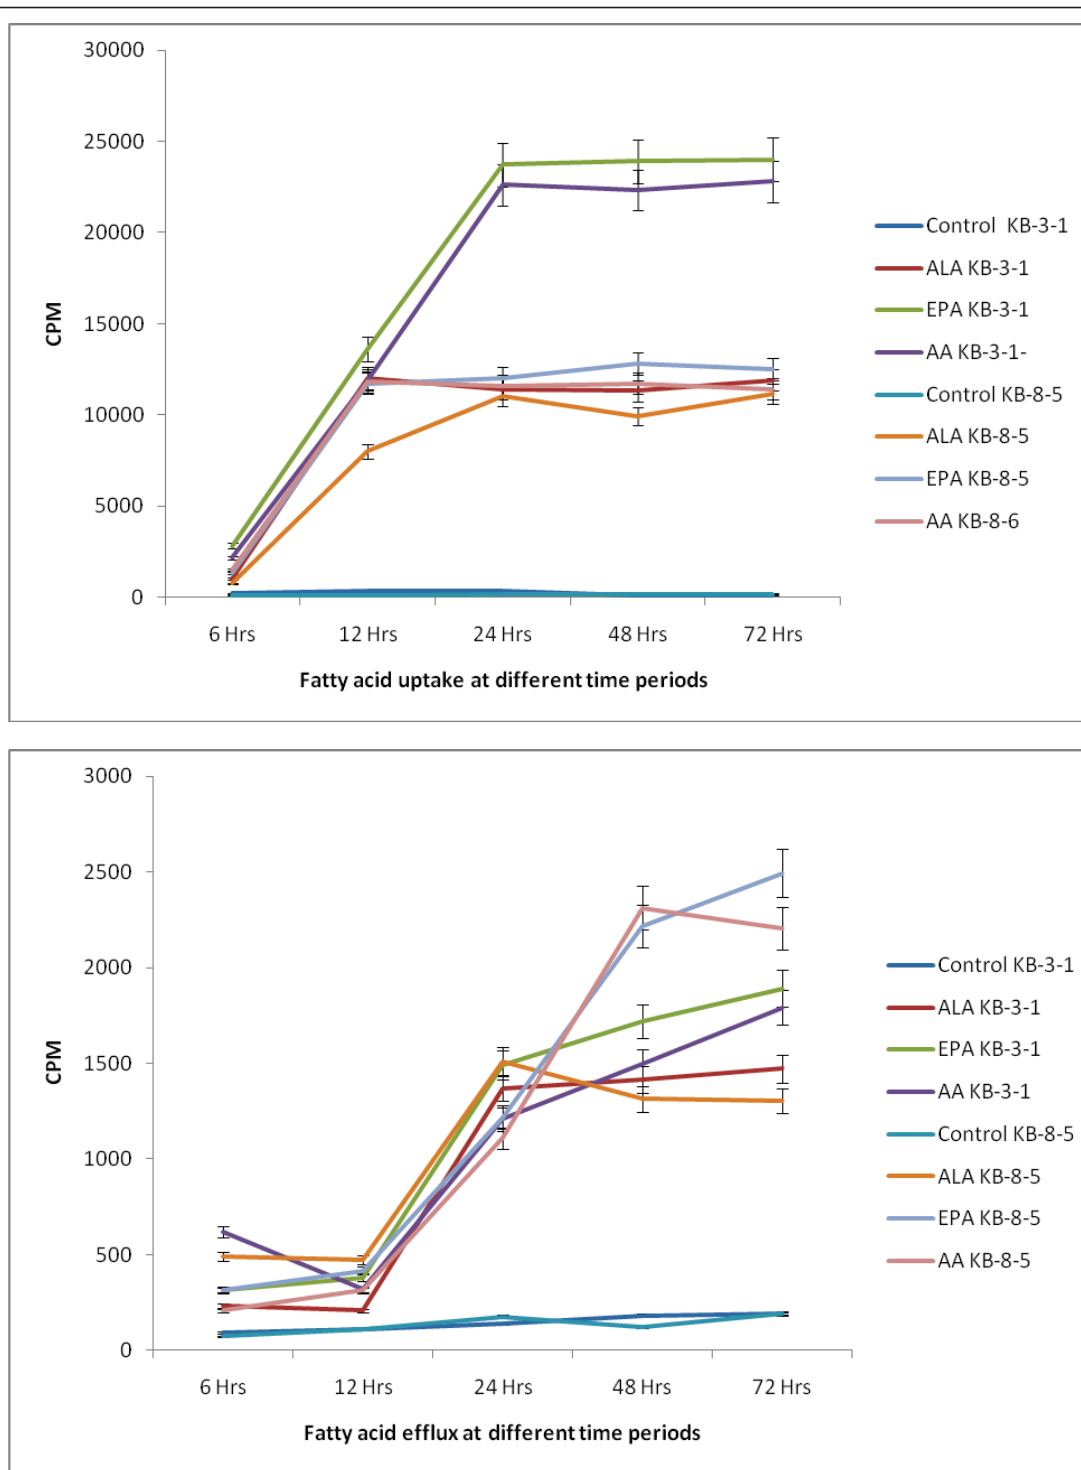 30000
25000
20000
15000
10000
5000
0
CPM
6 Hrs 12 Hrs 24 Hrs 48 Hrs 72 Hrs
Fatty acid uptake at different time periods
Control KB-3-1
ALA KB-3-1
EPA KB-3-1
AA KB-3-1-
Control KB-8-5
ALA KB-8-5
EPA KB-8-5
AA KB-8-6
3000
2500
2000
1500
1000
500
0
CPM
6 Hrs 12 Hrs 24 Hrs 48 Hrs 72 Hrs
Fatty acid efflux at different time periods
Control KB-3-1
ALA KB-3-1
EPA KB-3-1
AA KB-3-1
Control KB-8-5
ALA KB-8-5
EPA KB-8-5
AA KB-8-5